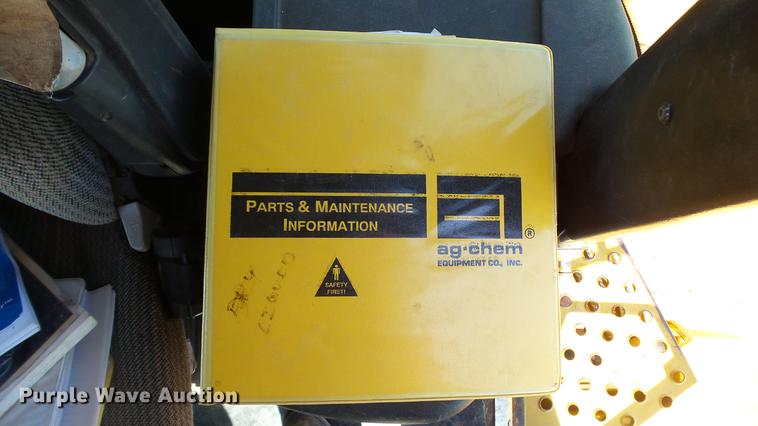 PARTS & MAINTENANCE
INFORMATION
ag·chem
®
EQUIPMENT CO., INC.
SAFETY
FIRST!
Purple Wave Auction®